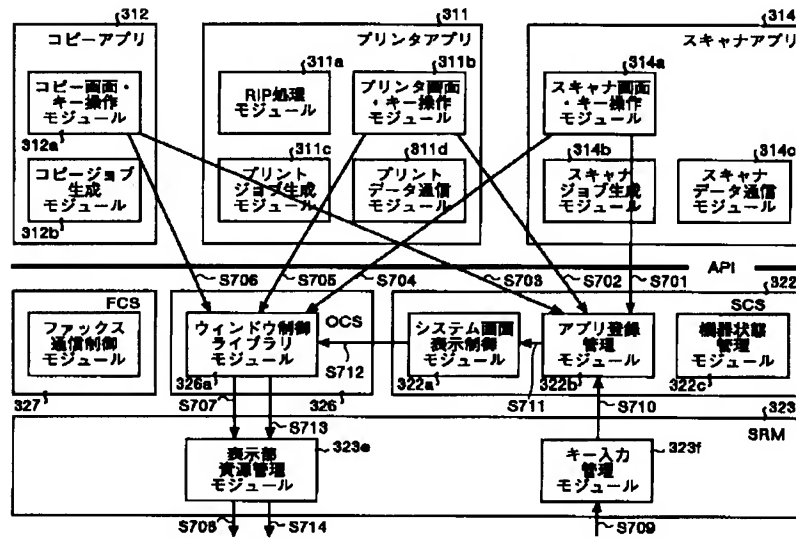 312
コピーアプリ
コピー画面・
キー操作
モジュール
312a
コピージョブ
生成
モジュール
312b
311
プリンタアプリ
311a
RIP処理
モジュール
311b
プリンタ画面
・キー操作
モジュール
311c
プリント
ジョブ生成
モジュール
311d
プリント
データ通信
モジュール
314
スキャナアプリ
314a
スキャナ画面
・キー操作
モジュール
314b
スキャナ
ジョブ生成
モジュール
314c
スキャナ
データ通信
モジュール
API
S706
S705
S704
S703
S702
S701
FCS
ファックス
通信制御
モジュール
327
OCS
ウィンドウ制御
ライブラリ
モジュール
326a
326
322
SCS
システム画面
表示制御
モジュール
322a
アプリ登録
管理
モジュール
322b
機器状態
管理
モジュール
322c
S712
S711
S707
S713
S710
323
SRM
表示部
資源管理
モジュール
323e
キー入力
管理
モジュール
323f
S708
S714
S709